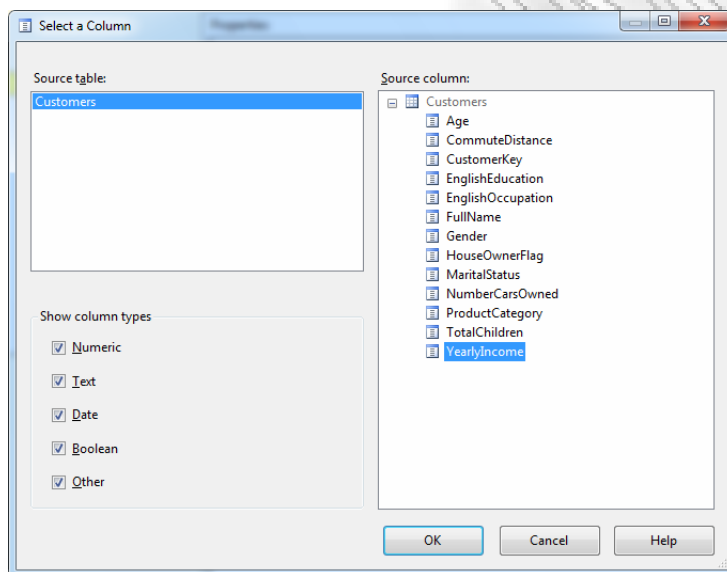 Select a Column
Source table:
Customers
Show column types
Numeric
Text
Date
Boolean
Other
Source column:
Customers
Age
CommuteDistance
CustomerKey
EnglishEducation
EnglishOccupation
FullName
Gender
HouseOwnerFlag
MaritalStatus
NumberCarsOwned
ProductCategory
TotalChildren
YearlyIncome
OK
Cancel
Help